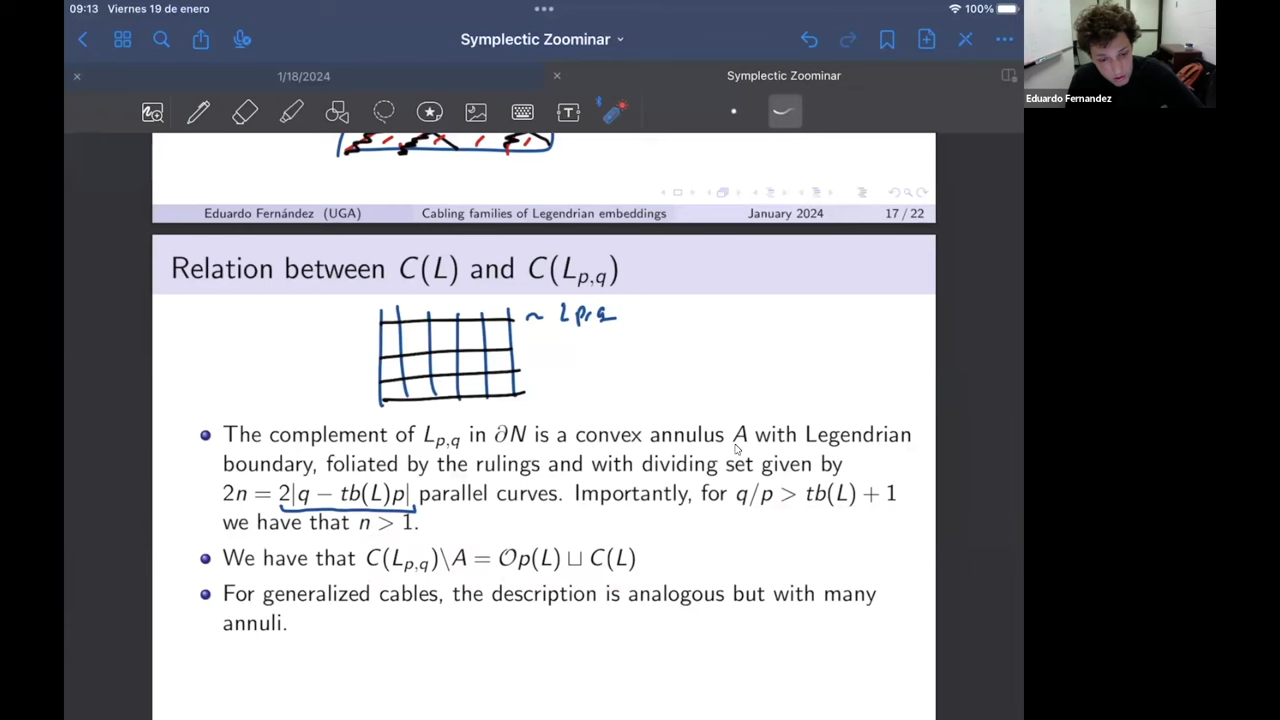 09:13 Viernes 19 de enero
100%
Symplectic Zoominar
1/18/2024
Symplectic Zoominar
Eduardo Fernandez
Eduardo Fernández (UGA) Cabling families of Legendrian embeddings January 2024 17 / 22
Relation between C(L) and C(L_{p,q})
~ L p,q
The complement of L_{p,q} in ∂N is a convex annulus A with Legendrian
boundary, foliated by the rulings and with dividing set given by
2n = 2|q − tb(L)p| parallel curves. Importantly, for q/p > tb(L) + 1
we have that n > 1.
We have that C(L_{p,q})\A = 𝒪p(L) ⊔ C(L)
For generalized cables, the description is analogous but with many
annuli.